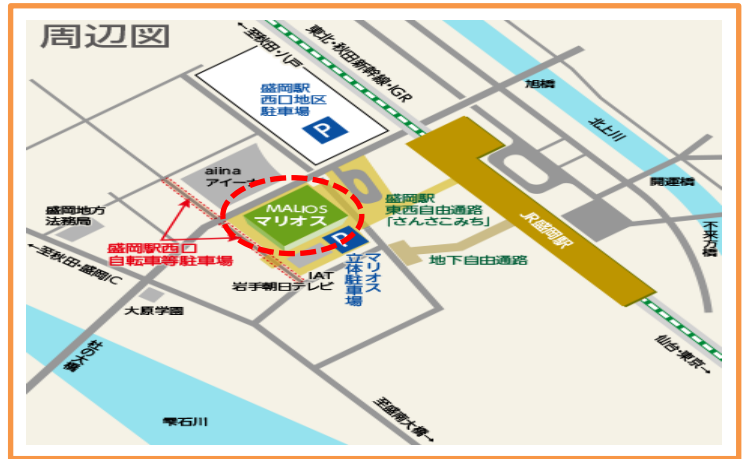 周辺図
←至秋田・八戸
東北・秋田新幹線・IGR
旭橋
北上川
開運橋
不来方橋
盛岡駅
西口地区
駐車場
P
aiina
アイーナ
MALIOS
マリオス
盛岡駅
東西自由通路
「さんさこみち」
JR盛岡駅
盛岡地方
法務局
盛岡駅西口
自転車等駐車場
P
マリオス
立体駐車場
地下自由通路
←至秋田・盛岡IC
IAT
岩手朝日テレビ
大原学園
杜の大橋
雫石川
至盛南大橋→
仙台・東京→